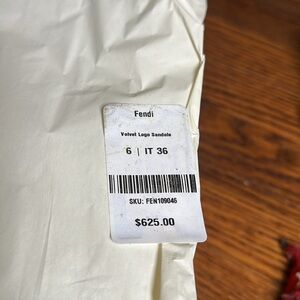 Fendi
Velvet Logo Sandals
6 | IT 36
SKU: FEN109046
$625.00